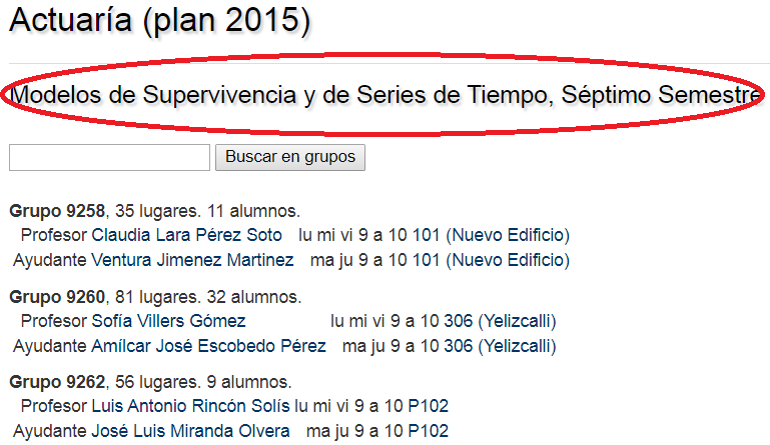 Actuaría (plan 2015)
Modelos de Supervivencia y de Series de Tiempo, Séptimo Semestre
Buscar en grupos
Grupo 9258, 35 lugares. 11 alumnos.
Profesor Claudia Lara Pérez Soto lu mi vi 9 a 10 101 (Nuevo Edificio)
Ayudante Ventura Jimenez Martinez ma ju 9 a 10 101 (Nuevo Edificio)
Grupo 9260, 81 lugares. 32 alumnos.
Profesor Sofía Villers Gómez lu mi vi 9 a 10 306 (Yelizcalli)
Ayudante Amílcar José Escobedo Pérez ma ju 9 a 10 306 (Yelizcalli)
Grupo 9262, 56 lugares. 9 alumnos.
Profesor Luis Antonio Rincón Solís lu mi vi 9 a 10 P102
Ayudante José Luis Miranda Olvera ma ju 9 a 10 P102